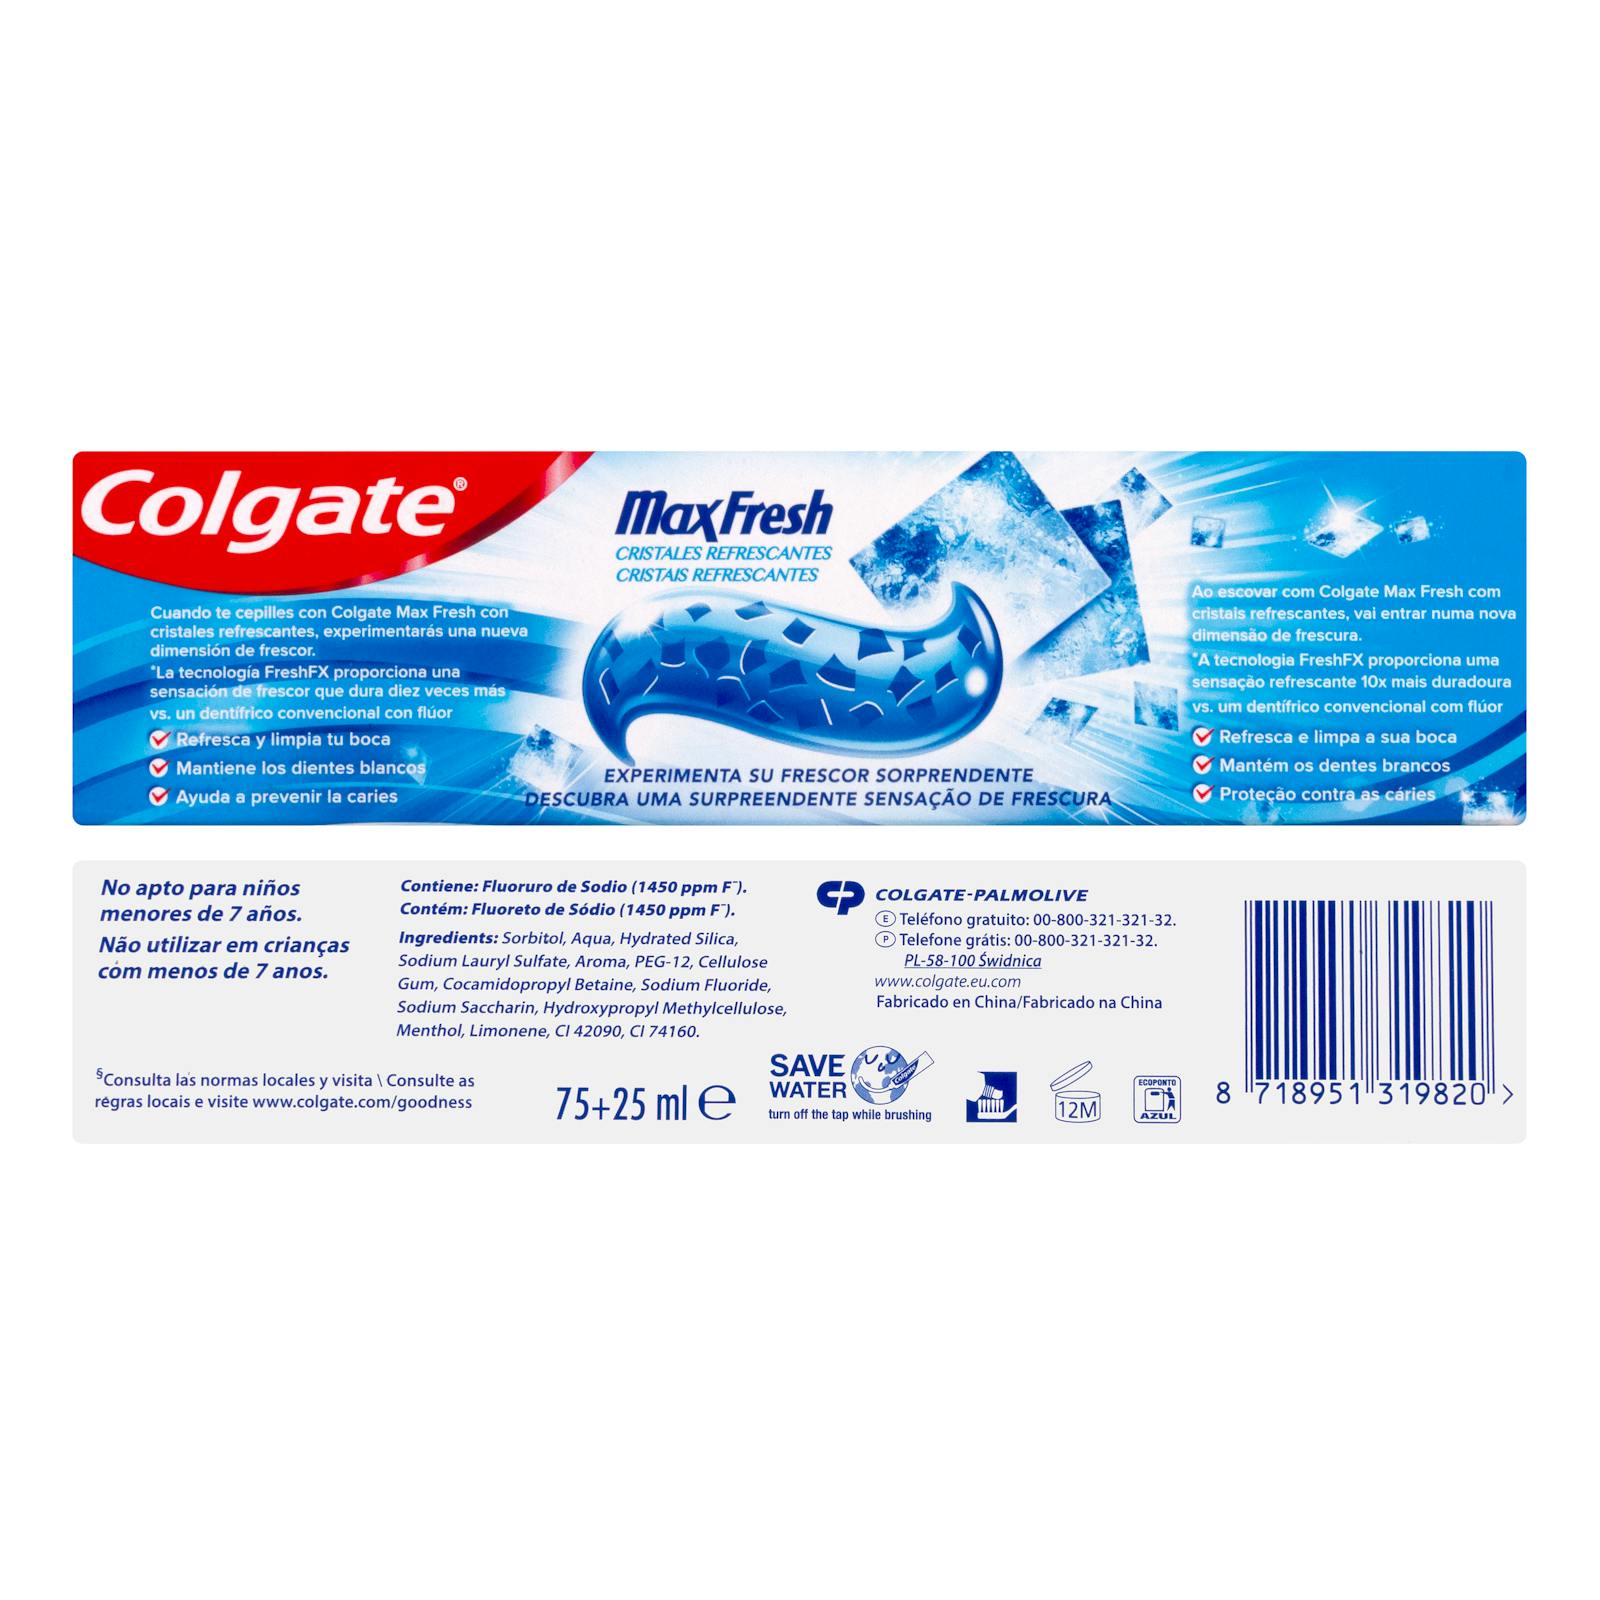 Colgate®
MaxFresh
CRISTALES REFRESCANTES
CRISTAIS REFRESCANTES
Cuando te cepilles con Colgate Max Fresh con
cristales refrescantes, experimentarás una nueva
dimensión de frescor.
*La tecnología FreshFX proporciona una
sensación de frescor que dura diez veces más
vs. un dentífrico convencional con flúor
Refresca y limpia tu boca
Mantiene los dientes blancos
Ayuda a prevenir la caries
EXPERIMENTA SU FRESCOR SORPRENDENTE
DESCUBRA UMA SURPREENDENTE SENSAÇÃO DE FRESCURA
Ao escovar com Colgate Max Fresh com
cristais refrescantes, vai entrar numa nova
dimensão de frescura.
*A tecnologia FreshFX proporciona uma
sensação refrescante 10x mais duradoura
vs. um dentífrico convencional com flúor
Refresca e limpa a sua boca
Mantém os dentes brancos
Proteção contra as cáries
No apto para niños
menores de 7 años.
Não utilizar em crianças
com menos de 7 anos.
§Consulta las normas locales y visita \ Consulte as
regras locais e visite www.colgate.com/goodness
Contiene: Fluoruro de Sodio (1450 ppm F⁻).
Contém: Fluoreto de Sódio (1450 ppm F⁻).
Ingredients: Sorbitol, Aqua, Hydrated Silica,
Sodium Lauryl Sulfate, Aroma, PEG-12, Cellulose
Gum, Cocamidopropyl Betaine, Sodium Fluoride,
Sodium Saccharin, Hydroxypropyl Methylcellulose,
Menthol, Limonene, CI 42090, CI 74160.
75+25 ml ℮
CP COLGATE-PALMOLIVE
E Teléfono gratuito: 00-800-321-321-32.
P Telefone grátis: 00-800-321-321-32.
PL-58-100 Świdnica
www.colgate.eu.com
Fabricado en China/Fabricado na China
SAVE
WATER
Colgate
turn off the tap while brushing
12M
ECOPONTO
AZUL
8 718951 319820 >